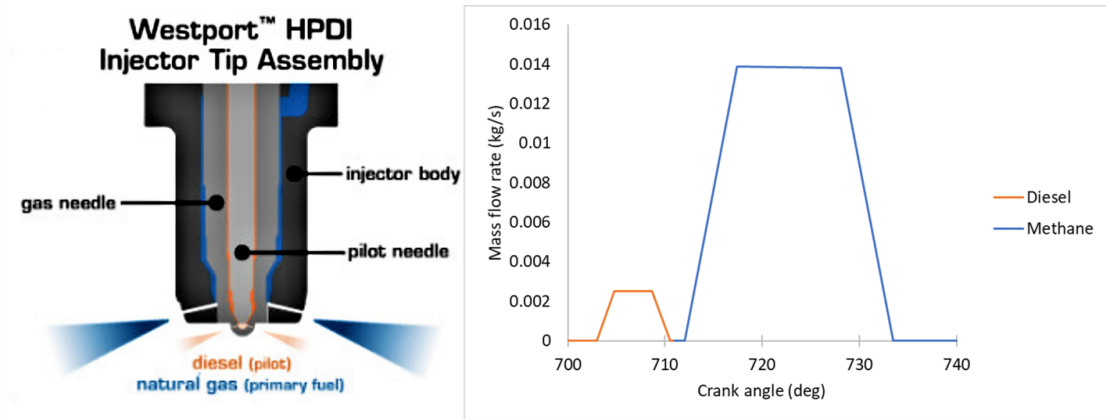 Westport™ HPDI
Injector Tip Assembly
injector body
gas needle
pilot needle
diesel (pilot)
natural gas (primary fuel)
0.016
0.014
0.012
0.01
0.008
0.006
0.004
0.002
0
Mass flow rate (kg/s)
700
710
720
730
740
Crank angle (deg)
Diesel
Methane